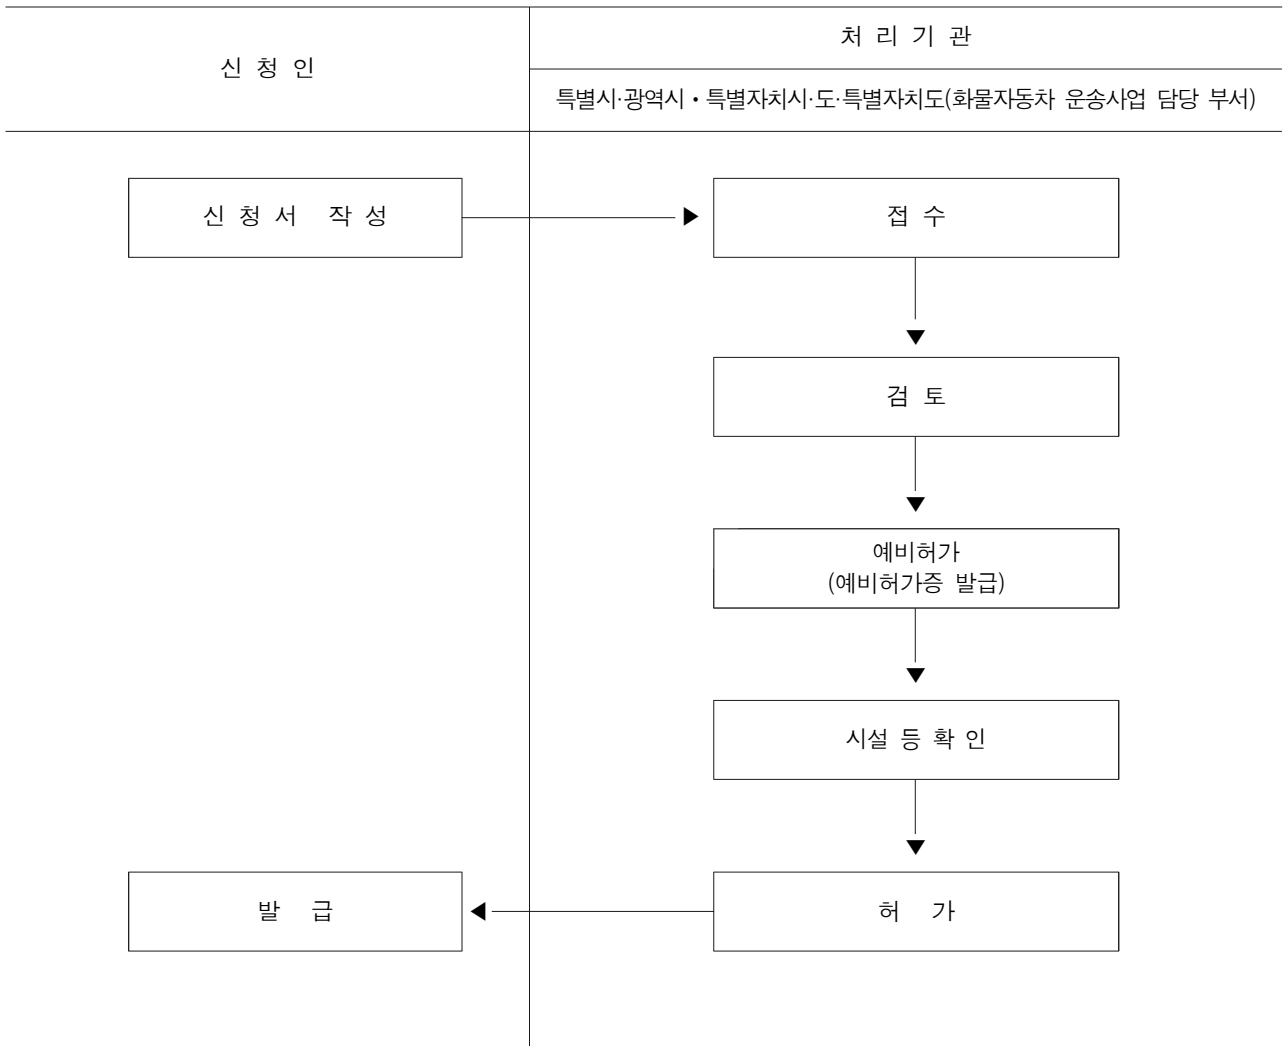 신 청 인
처 리 기 관
특별시·광역시 • 특별자치시·도·특별자치도(화물자동차 운송사업 담당 부서)
신 청 서 작 성
접 수
검 토
예비허가
(예비허가증 발급)
시설 등 확 인
발 급
허 가